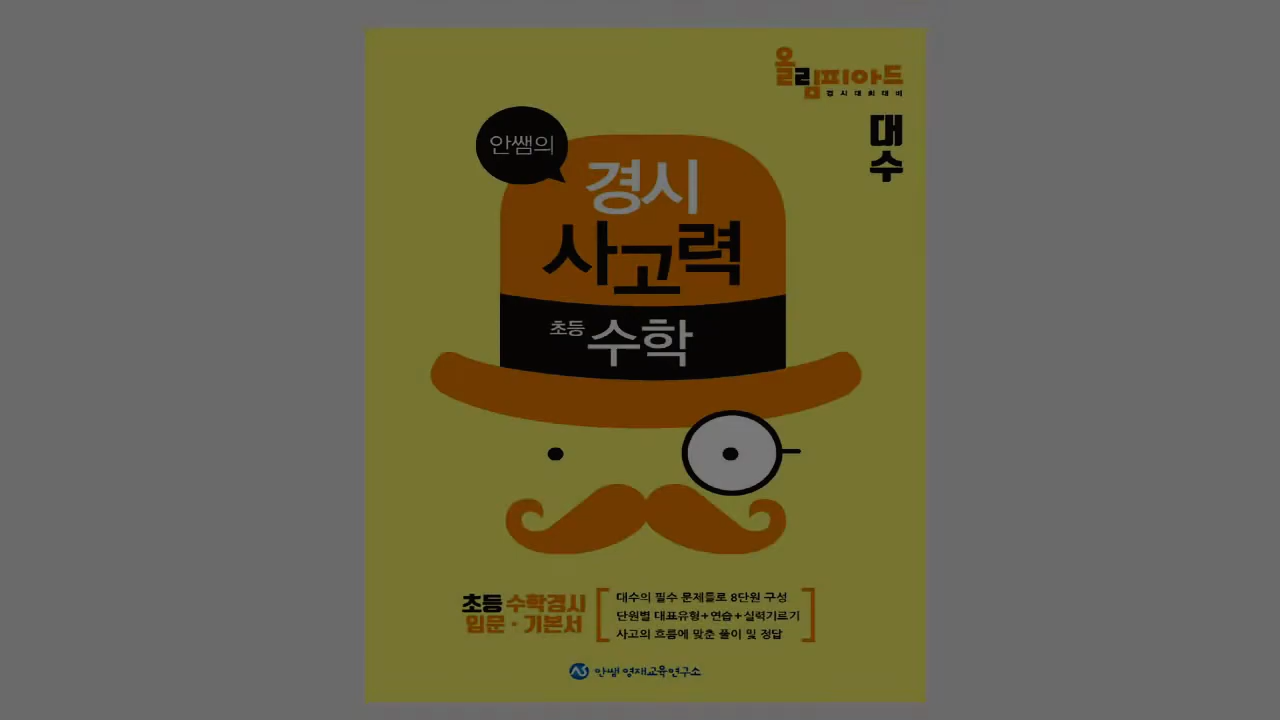 올림피아드
경시대회대비
대수
안쌤의
경시
사고력
초등 수학
초등 수학경시
입문·기본서
대수의 필수 문제들로 8단원 구성
단원별 대표유형+연습+실력기르기
사고의 흐름에 맞춘 풀이 및 정답
안쌤 영재교육연구소